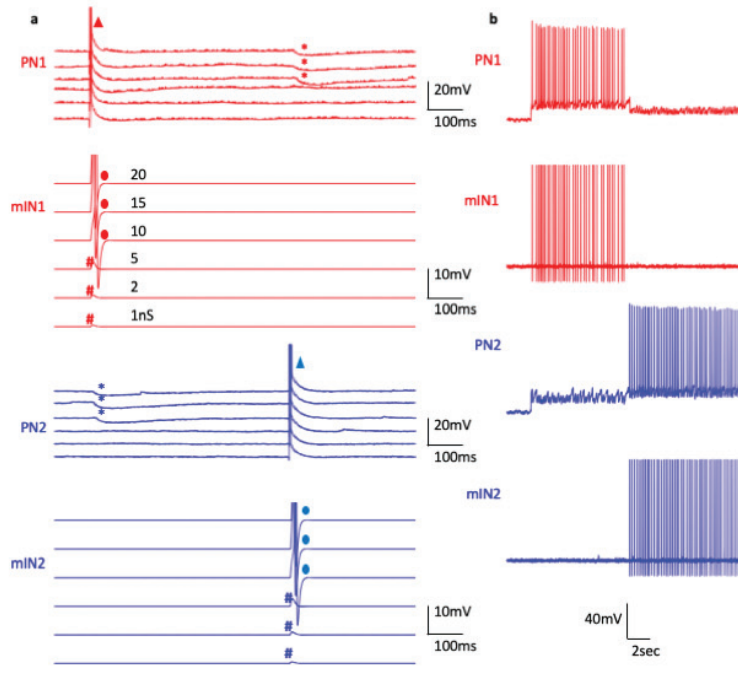 a
PN1
*
*
*
20mV
100ms
mIN1
20
15
10
5
2
1nS
#
#
#
10mV
100ms
PN2
*
*
*
20mV
100ms
mIN2
#
#
#
10mV
100ms
b
PN1
mIN1
PN2
mIN2
40mV
2sec